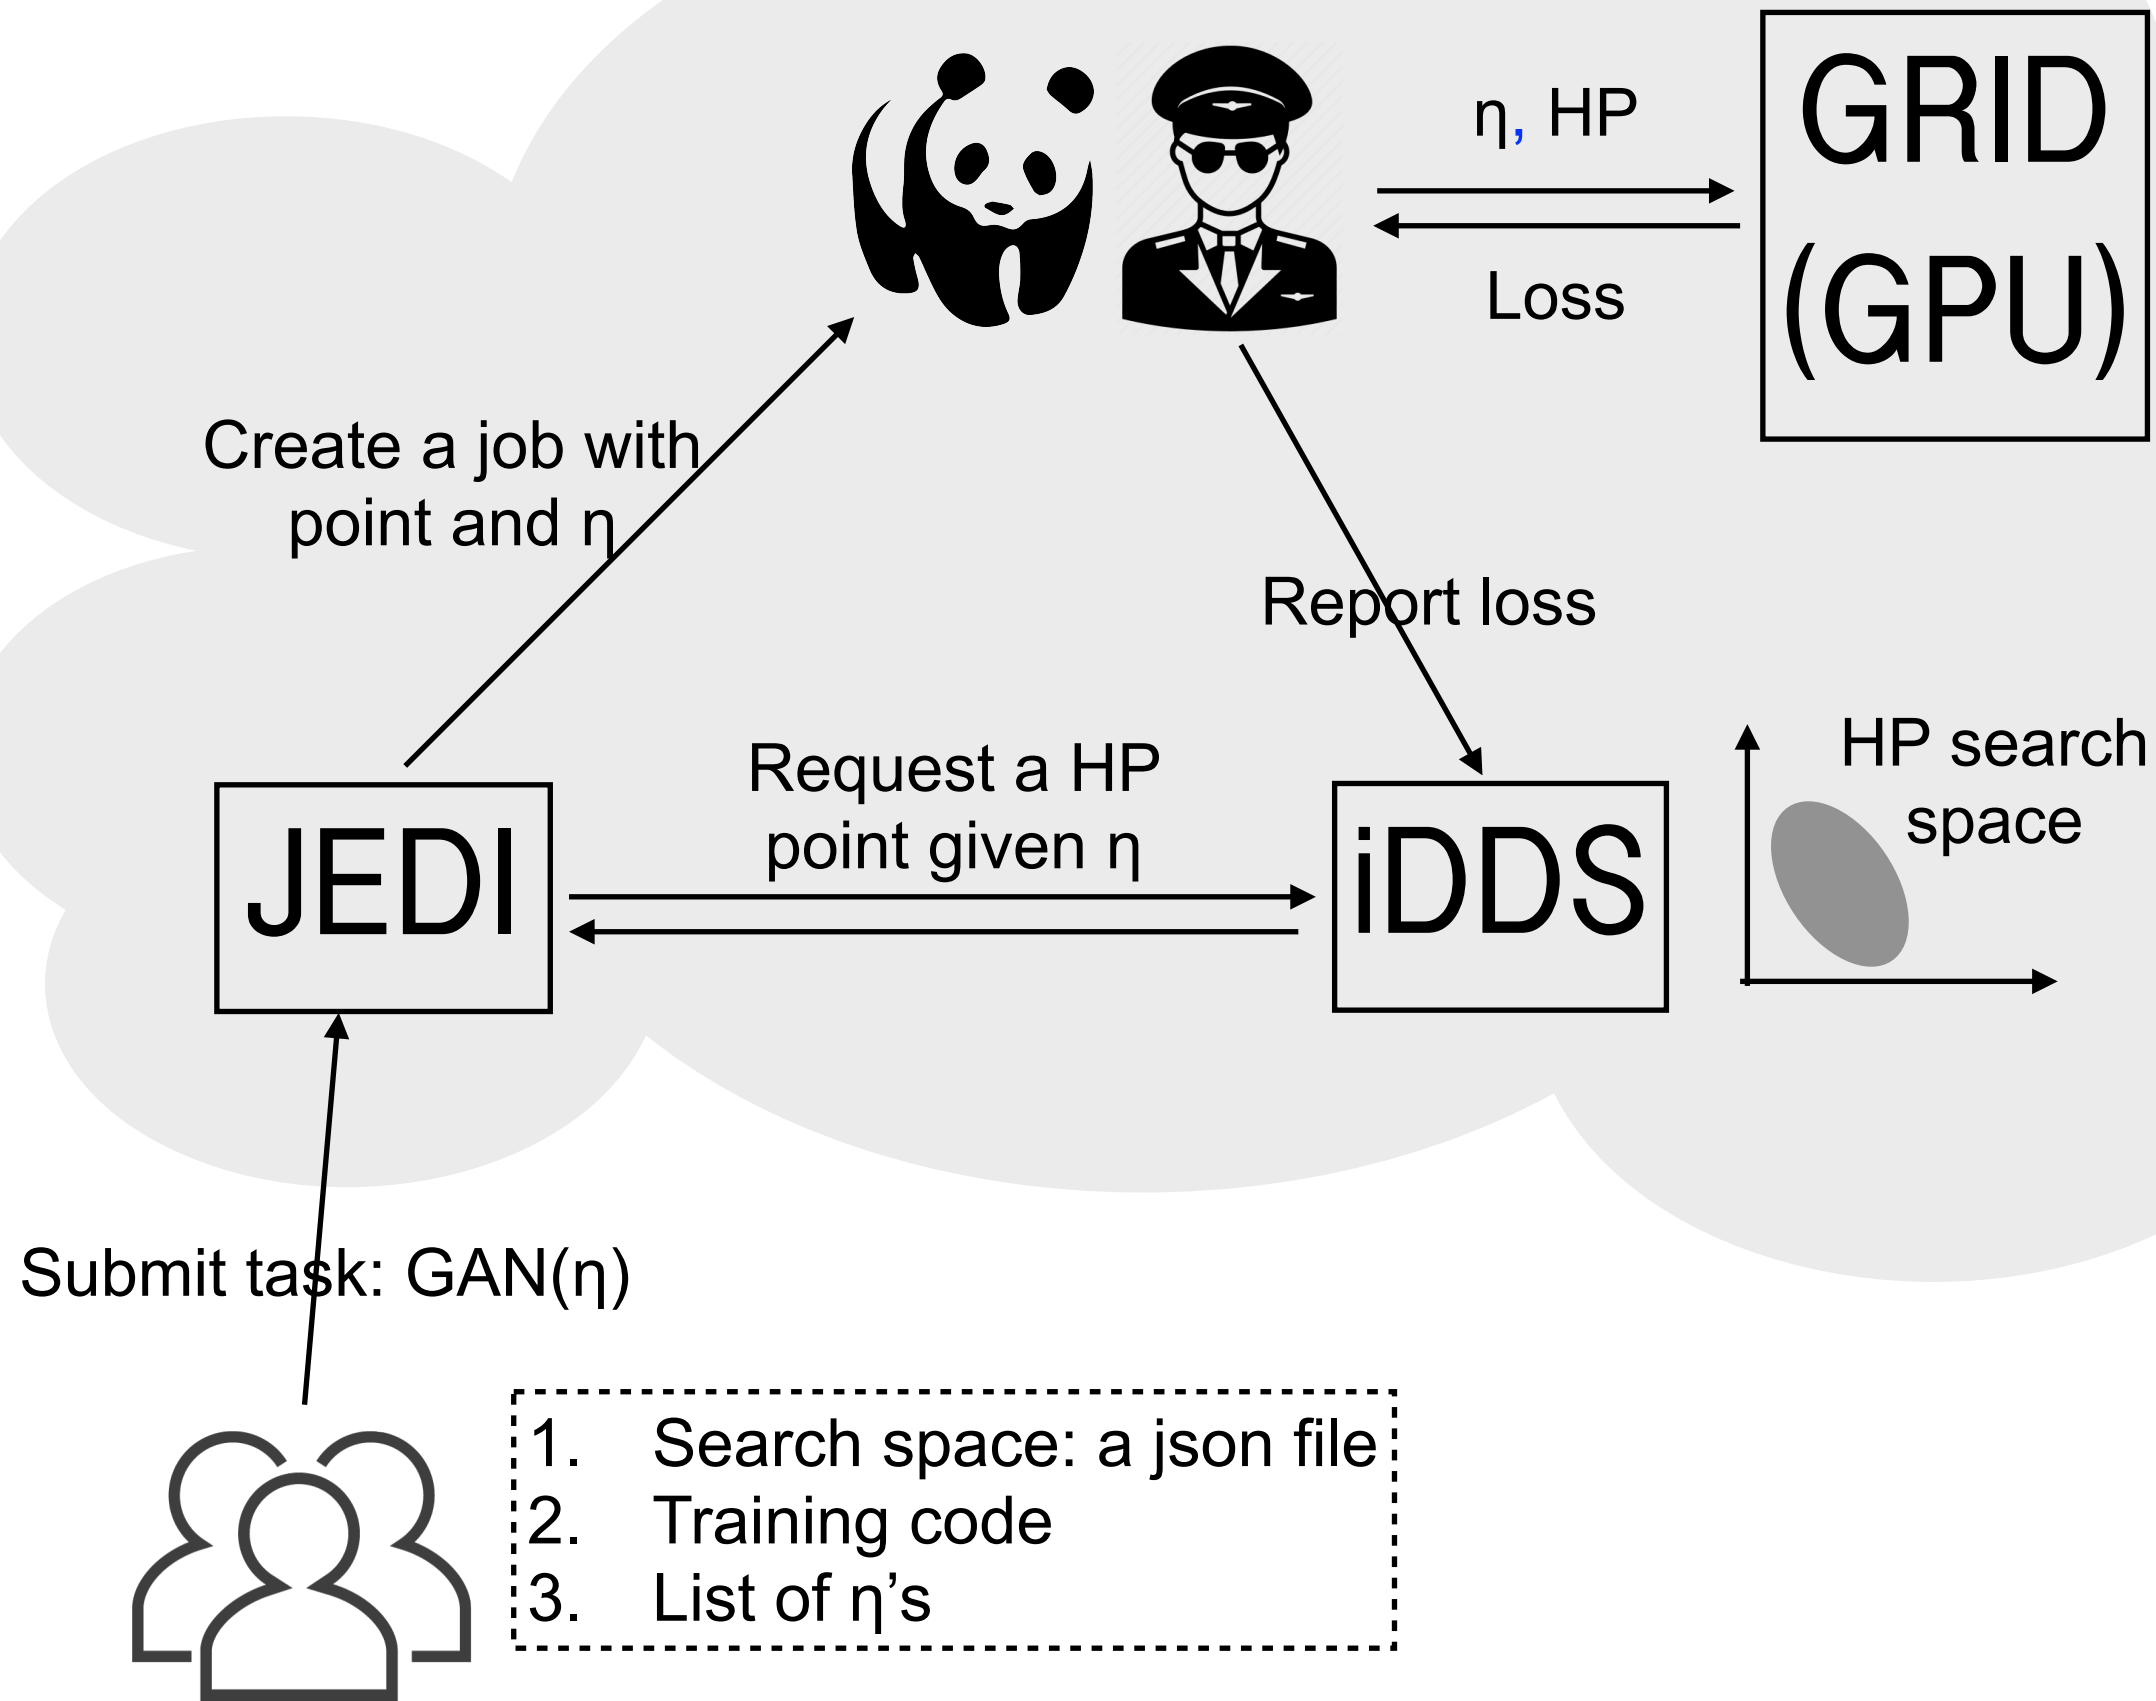 η, HP
GRID
(GPU)
Loss
Create a job with
point and η
Report loss
Request a HP
point given η
HP search
space
JEDI
iDDS
Submit task: GAN(η)
1. Search space: a json file
2. Training code
3. List of η’s